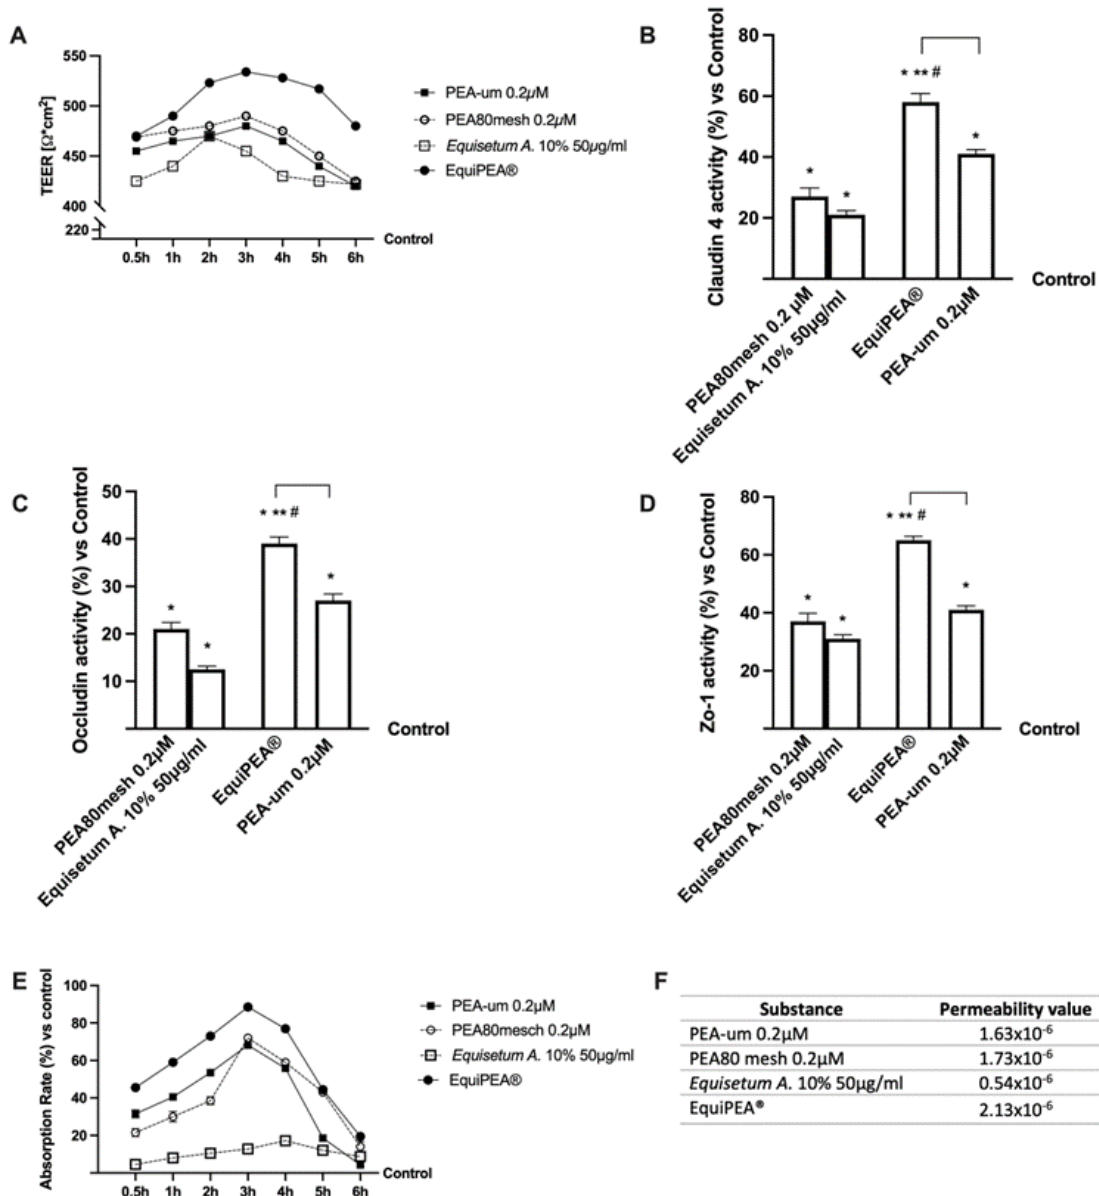 A
TEER [Ω*cm²]
550
500
450
400
220
0.5h 1h 2h 3h 4h 5h 6h
Control
PEA-um 0.2µM
PEA80mesh 0.2µM
Equisetum A. 10% 50µg/ml
EquiPEA®
B
Claudin 4 activity (%) vs Control
80
60
40
20
* * * ** # *
PEA80mesh 0.2 µM
Equisetum A. 10% 50µg/ml
EquiPEA®
PEA-um 0.2µM
Control
C
Occludin activity (%) vs Control
50
40
30
20
10
* * * ** # *
PEA80mesh 0.2µM
Equisetum A. 10% 50µg/ml
EquiPEA®
PEA-um 0.2µM
Control
D
Zo-1 activity (%) vs Control
80
60
40
20
* * * ** # *
PEA80mesh 0.2µM
Equisetum A. 10% 50µg/ml
EquiPEA®
PEA-um 0.2µM
Control
E
Absorption Rate (%) vs control
100
80
60
40
20
0.5h 1h 2h 3h 4h 5h 6h
Control
PEA-um 0.2µM
PEA80mesch 0.2µM
Equisetum A. 10% 50µg/ml
EquiPEA®
F
Substance Permeability value
PEA-um 0.2µM 1.63x10⁻⁶
PEA80 mesh 0.2µM 1.73x10⁻⁶
Equisetum A. 10% 50µg/ml 0.54x10⁻⁶
EquiPEA® 2.13x10⁻⁶